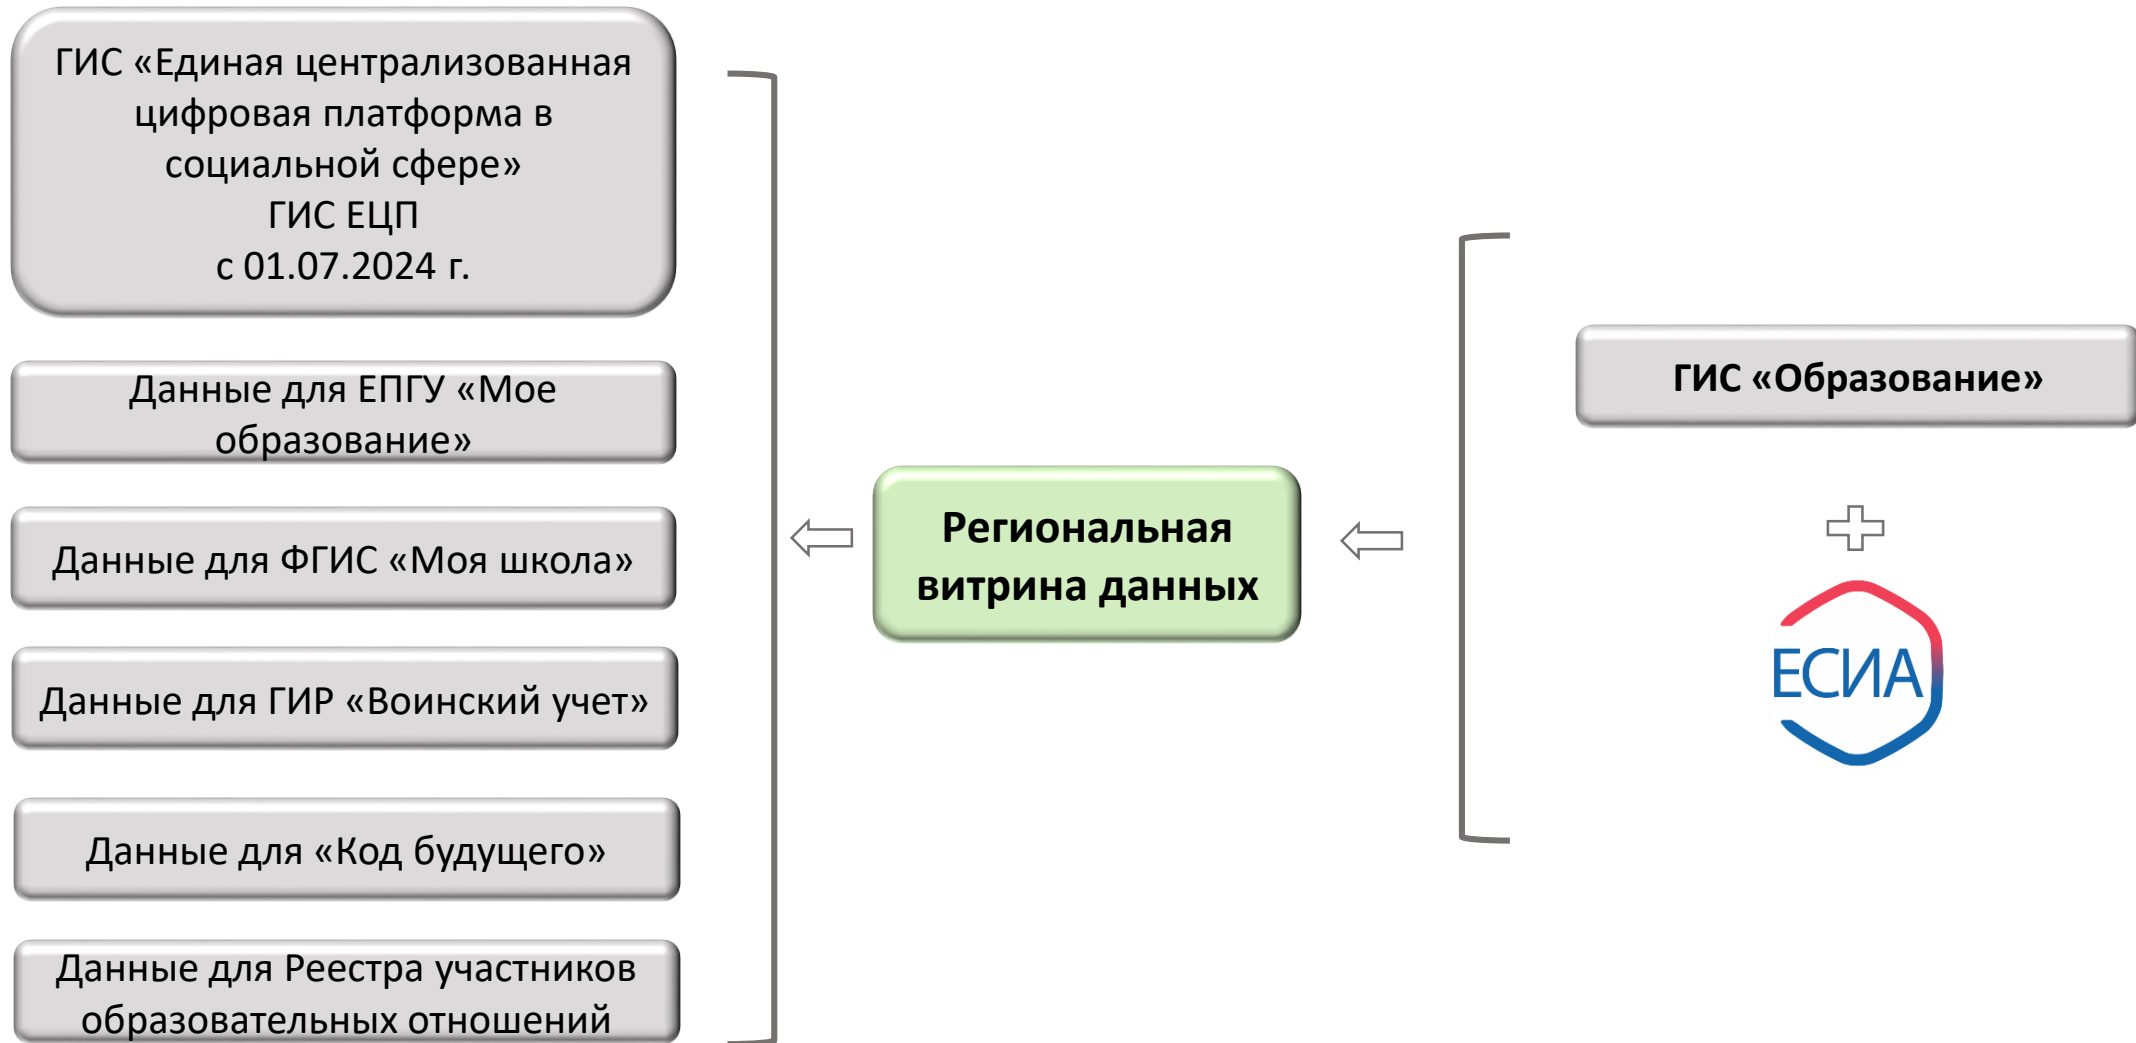 ГИС «Единая централизованная
цифровая платформа в
социальной сфере»
ГИС ЕЦП
с 01.07.2024 г.
Данные для ЕПГУ «Мое
образование»
Данные для ФГИС «Моя школа»
Данные для ГИР «Воинский учет»
Данные для «Код будущего»
Данные для Реестра участников
образовательных отношений
Региональная
витрина данных
ГИС «Образование»
ЕСИА